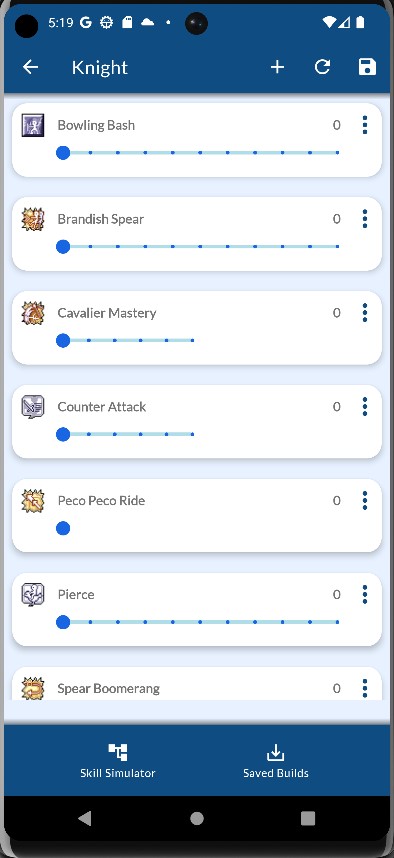 5:19 G
Knight
Bowling Bash 0
Brandish Spear 0
Cavalier Mastery 0
Counter Attack 0
Peco Peco Ride 0
Pierce 0
Spear Boomerang 0
Skill Simulator Saved Builds